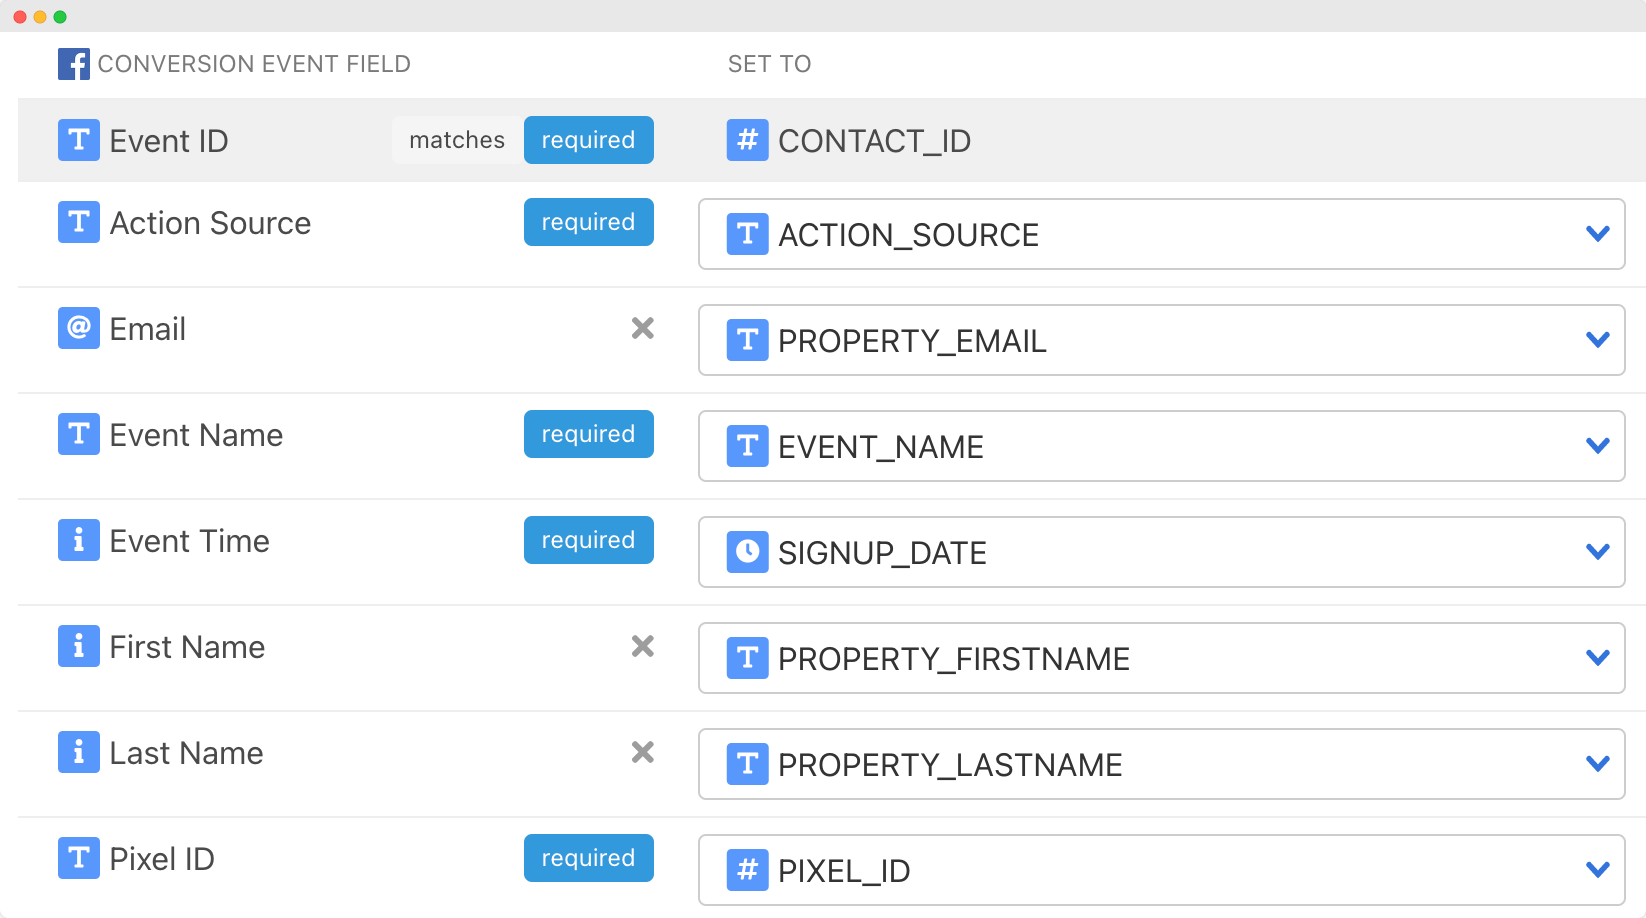 CONVERSION EVENT FIELD SET TO
Event ID matches required CONTACT_ID
Action Source required ACTION_SOURCE
Email PROPERTY_EMAIL
Event Name required EVENT_NAME
Event Time required SIGNUP_DATE
First Name PROPERTY_FIRSTNAME
Last Name PROPERTY_LASTNAME
Pixel ID required PIXEL_ID